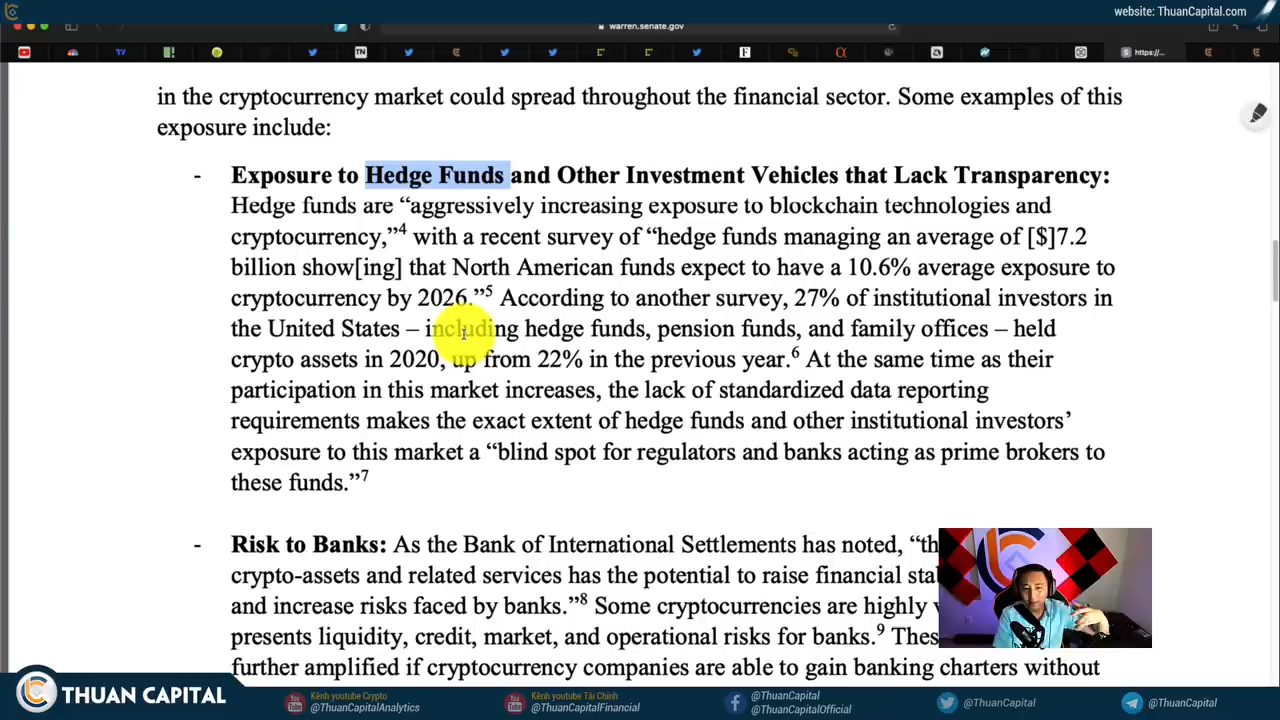 website: ThuanCapital.com
warren.senate.gov
https://...
in the cryptocurrency market could spread throughout the financial sector. Some examples of this
exposure include:
- Exposure to Hedge Funds and Other Investment Vehicles that Lack Transparency:
Hedge funds are “aggressively increasing exposure to blockchain technologies and
cryptocurrency,”4 with a recent survey of “hedge funds managing an average of [$]7.2
billion show[ing] that North American funds expect to have a 10.6% average exposure to
cryptocurrency by 2026.”5 According to another survey, 27% of institutional investors in
the United States – including hedge funds, pension funds, and family offices – held
crypto assets in 2020, up from 22% in the previous year.6 At the same time as their
participation in this market increases, the lack of standardized data reporting
requirements makes the exact extent of hedge funds and other institutional investors’
exposure to this market a “blind spot for regulators and banks acting as prime brokers to
these funds.”7
- Risk to Banks: As the Bank of International Settlements has noted, “th
crypto-assets and related services has the potential to raise financial stal
and increase risks faced by banks.”8 Some cryptocurrencies are highly
presents liquidity, credit, market, and operational risks for banks.9 Thes
further amplified if cryptocurrency companies are able to gain banking charters without
THUAN CAPITAL
Kênh youtube Crypto
@ThuanCapitalAnalytics
Kênh youtube Tài Chính
@ThuanCapitalFinancial
@ThuanCapital
@ThuanCapitalOfficial
@ThuanCapital
@ThuanCapital